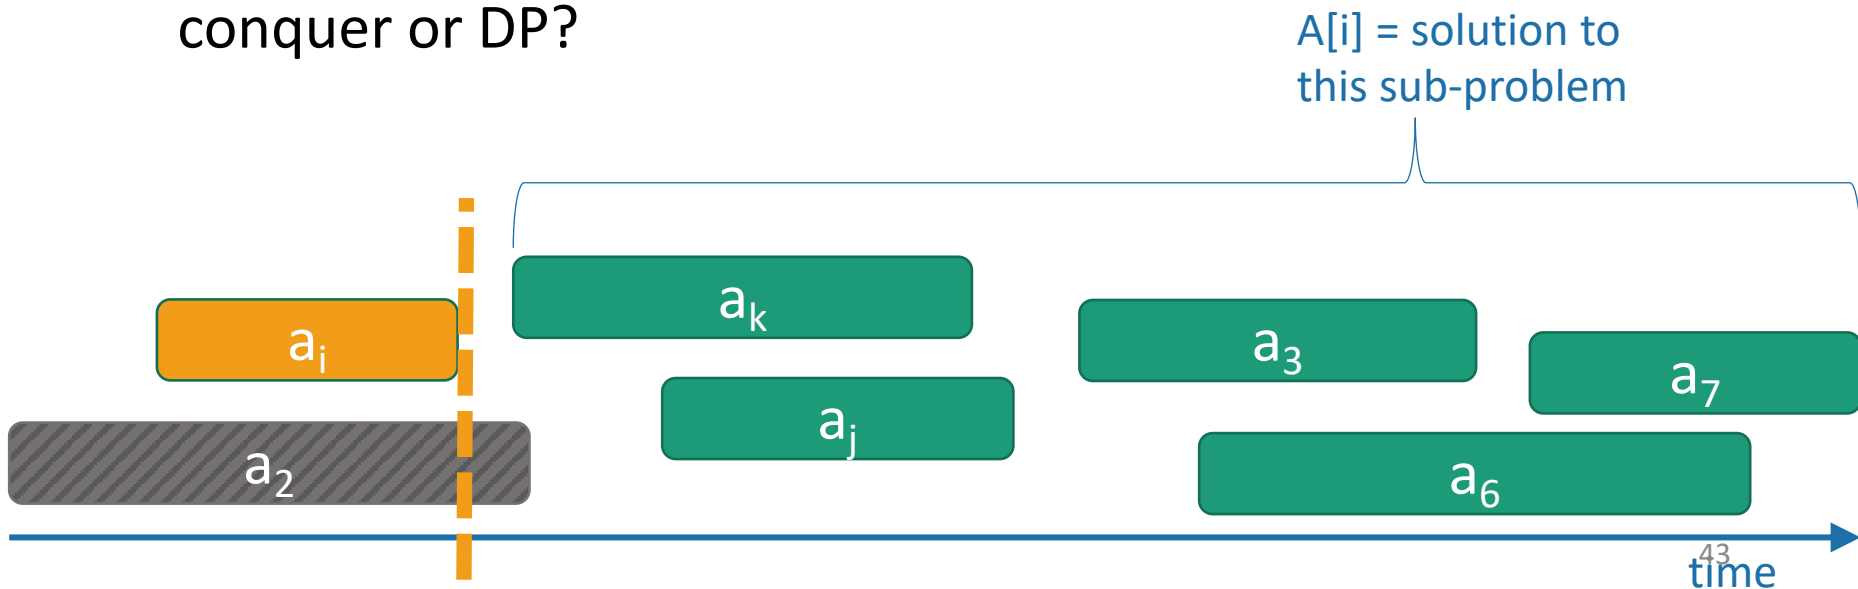 conquer or DP?
A[i] = solution to
this sub-problem
aₖ
aᵢ
a₃
a₇
aⱼ
a₂
a₆
43
time